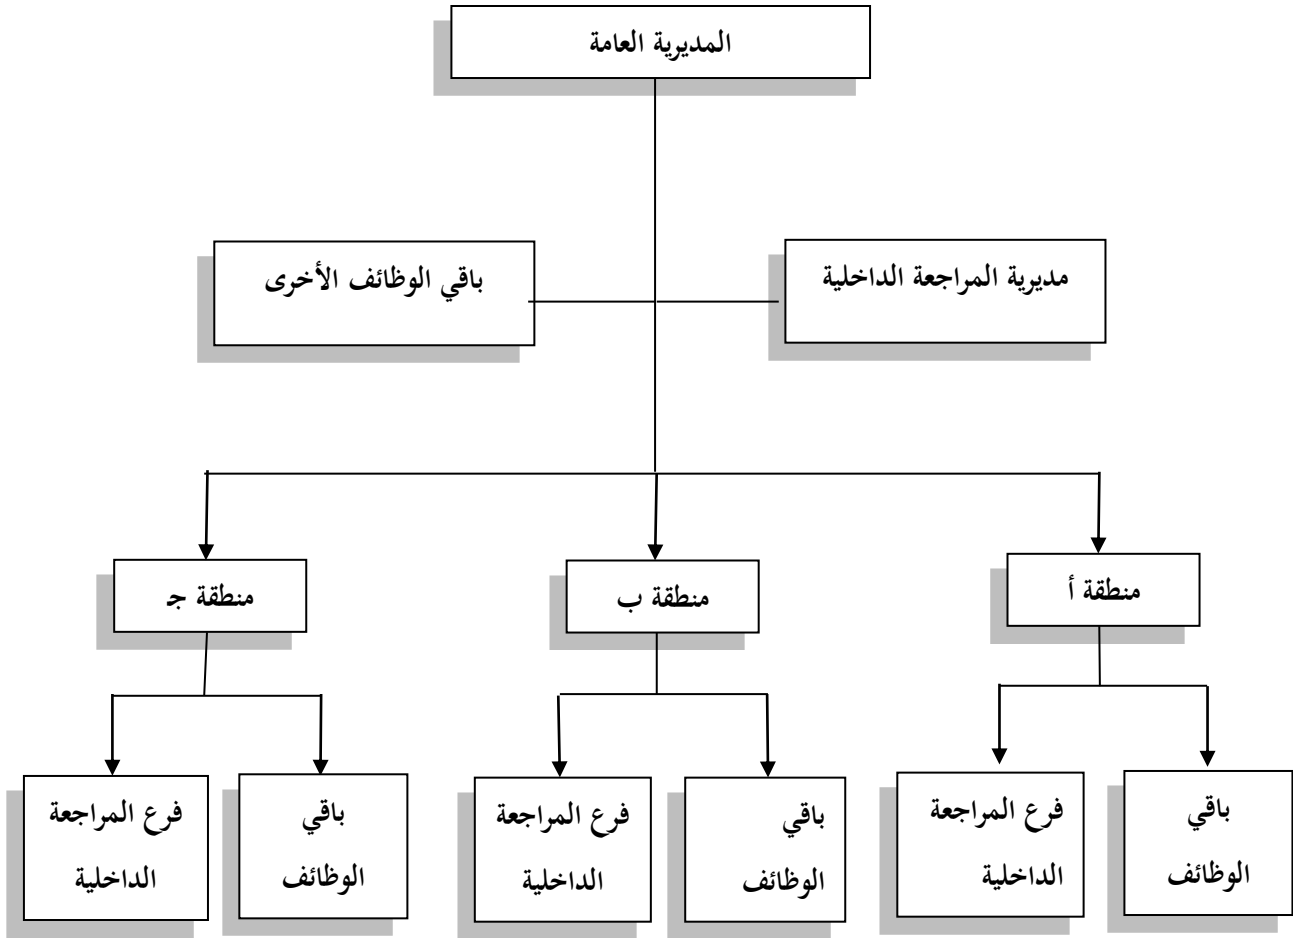 المديرية العامة
مديرية المراجعة الداخلية
باقي الوظائف الأخرى
منطقة أ
منطقة ب
منطقة ج
باقي
الوظائف
فرع المراجعة
الداخلية
باقي
الوظائف
فرع المراجعة
الداخلية
باقي
الوظائف
فرع المراجعة
الداخلية